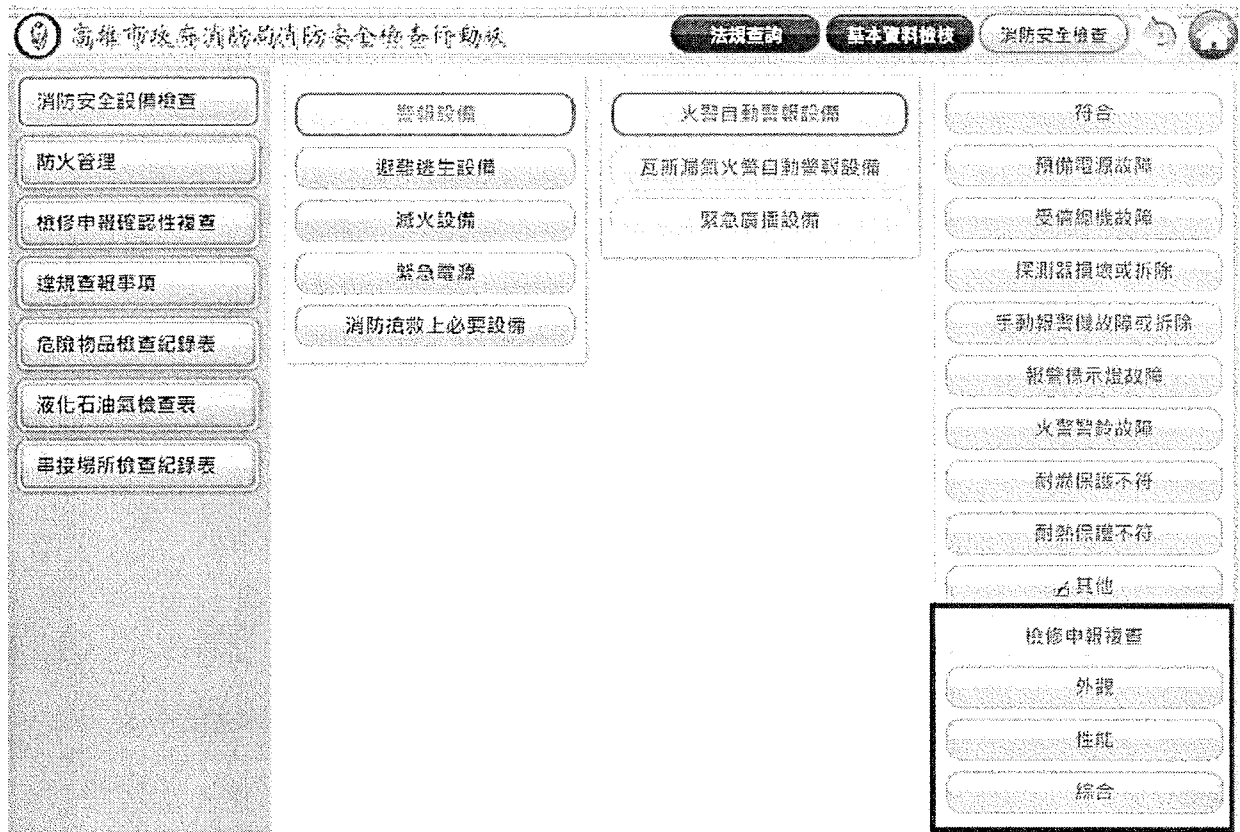 高雄市政府消防局消防安全檢查行動版
法規查詢
基本資料檢核
消防安全檢查
消防安全設備檢查
防火管理
檢修申報確認性複查
違規查報事項
危險物品檢查紀錄表
液化石油氣檢查表
串接場所檢查紀錄表
警報設備
避難逃生設備
滅火設備
緊急電源
消防搶救上必要設備
火警自動警報設備
瓦斯漏氣火警自動警報設備
緊急廣播設備
符合
預備電源故障
受信總機故障
探測器損壞或拆除
手動報警機故障或拆除
報警標示燈故障
火警警鈴故障
耐燃保護不符
耐熱保護不符
其他
檢修申報複查
外觀
性能
綜合